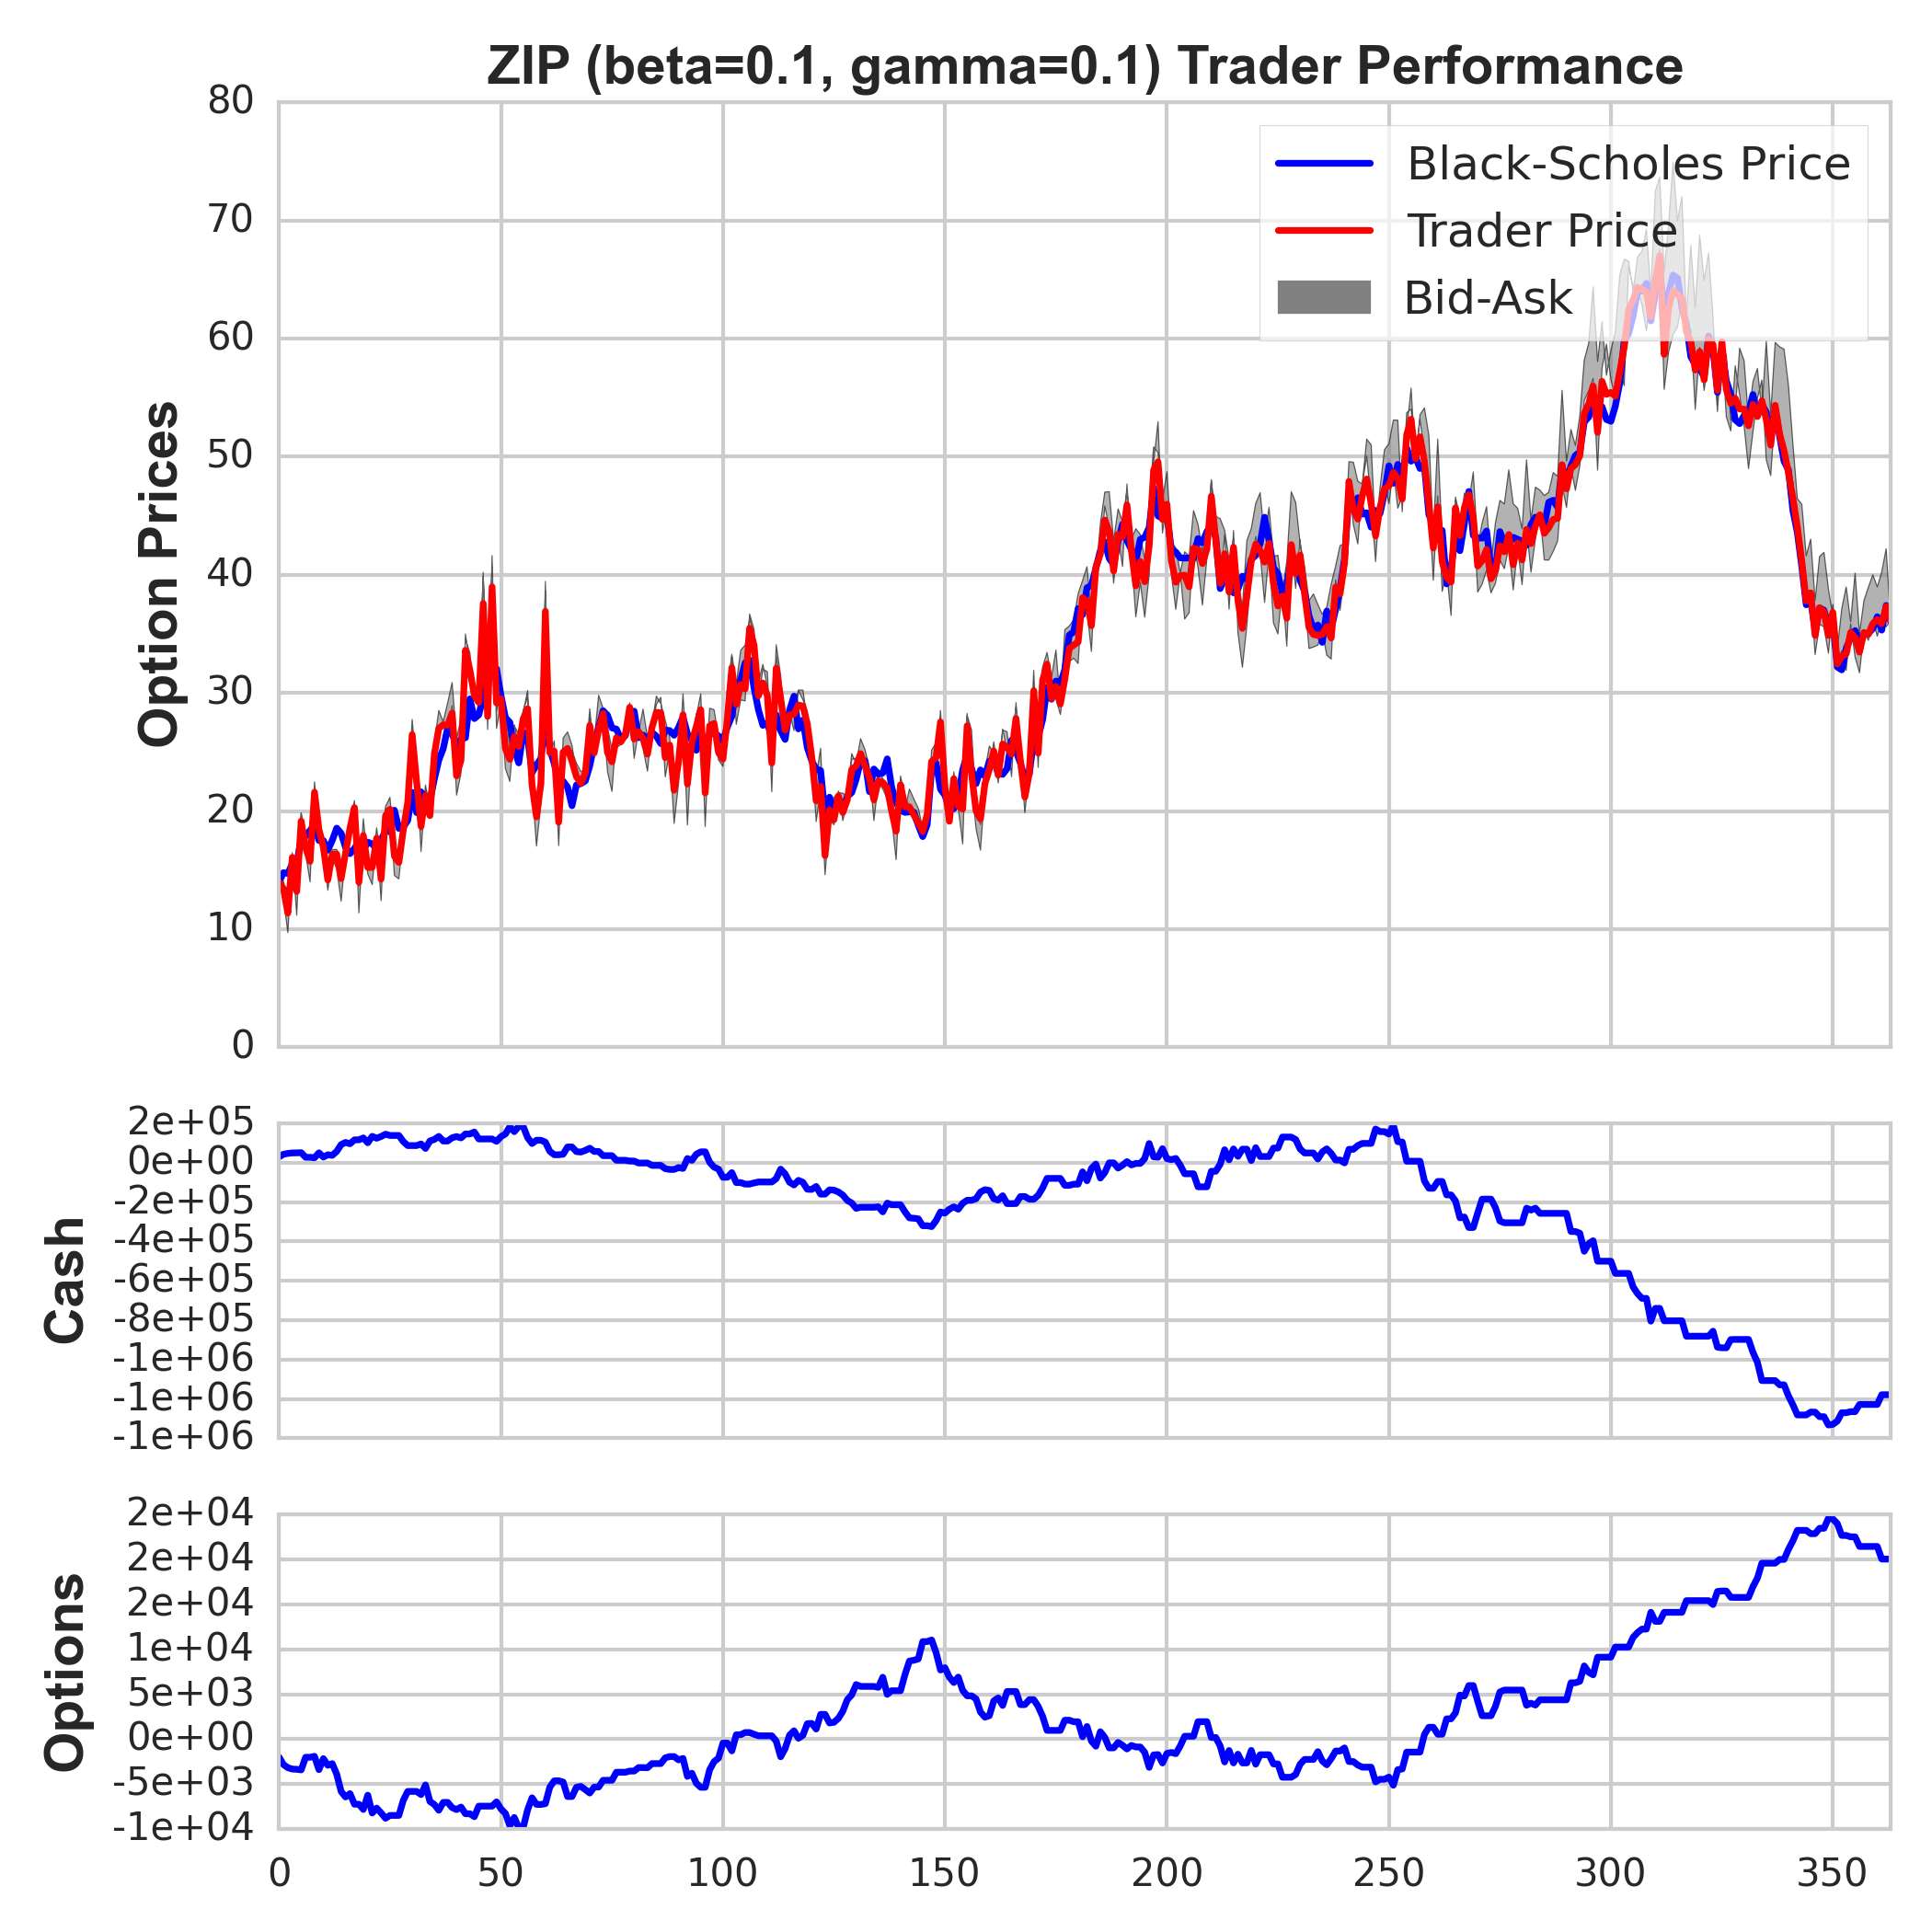 ZIP (beta=0.1, gamma=0.1) Trader Performance
80
70
60
50
40
30
20
10
0
Option Prices
Black-Scholes Price
Trader Price
Bid-Ask
2e+05
0e+00
-2e+05
-4e+05
-6e+05
-8e+05
-1e+06
-1e+06
-1e+06
Cash
2e+04
2e+04
2e+04
1e+04
5e+03
0e+00
-5e+03
-1e+04
Options
0 50 100 150 200 250 300 350